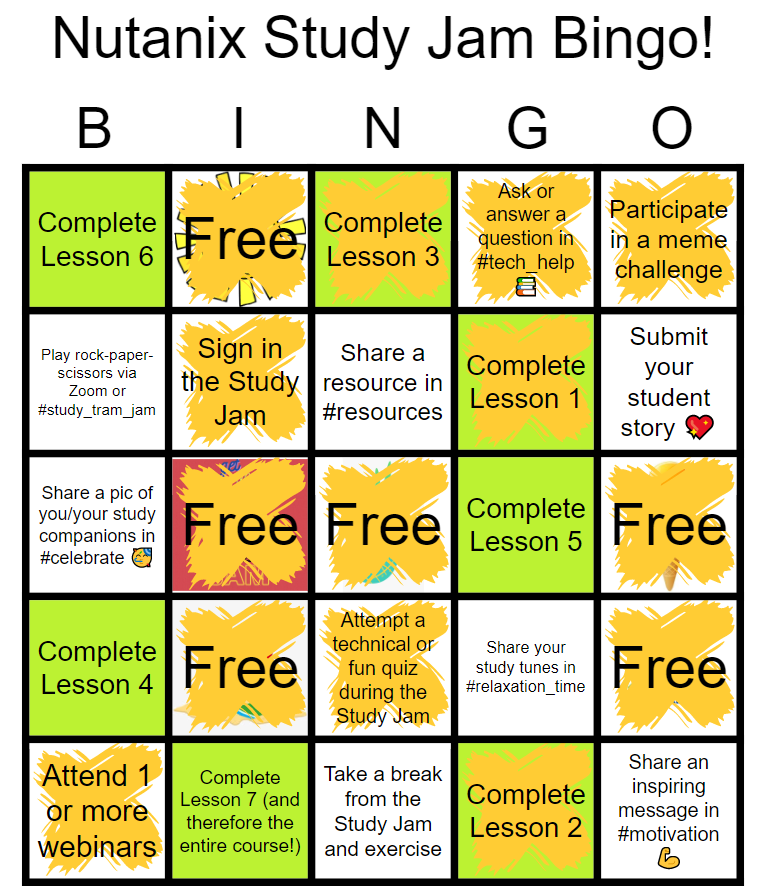 Nutanix Study Jam Bingo!
B I N G O
Complete
Lesson 6
Free
Complete
Lesson 3
Ask or
answer a
question in
#tech_help
📚
Participate
in a meme
challenge
Play rock-paper-
scissors via
Zoom or
#study_tram_jam
Sign in
the Study
Jam
Share a
resource in
#resources
Complete
Lesson 1
Submit
your
student
story 💖
Share a pic of
you/your study
companions in
#celebrate 🥳
Free
Free
Complete
Lesson 5
Free
Complete
Lesson 4
Free
Attempt a
technical or
fun quiz
during the
Study Jam
Share your
study tunes in
#relaxation_time
Free
Attend 1
or more
webinars
Complete
Lesson 7 (and
therefore the
entire course!)
Take a break
from the
Study Jam
and exercise
Complete
Lesson 2
Share an
inspiring
message in
#motivation
💪